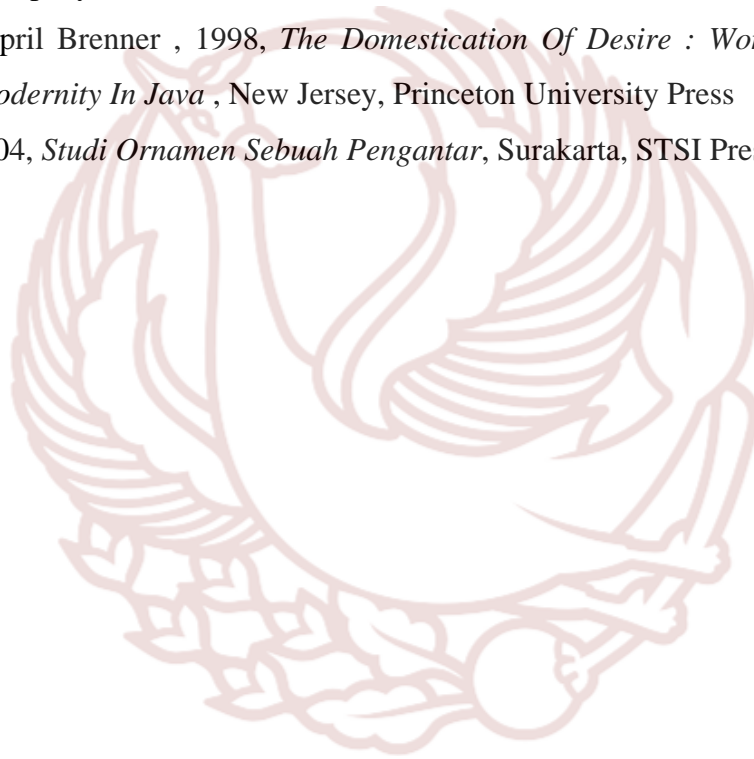 pril Brenner , 1998, The Domestication Of Desire : Wo
odernity In Java , New Jersey, Princeton University Press
04, Studi Ornamen Sebuah Pengantar, Surakarta, STSI Pre